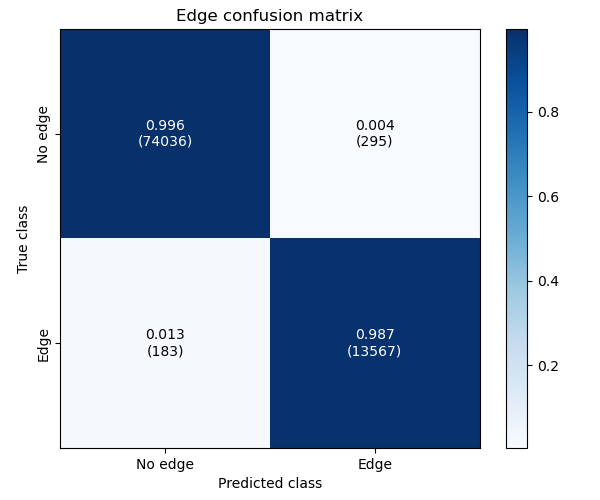 Edge confusion matrix
True class
No edge
Edge
0.996
(74036)
0.004
(295)
0.013
(183)
0.987
(13567)
No edge
Edge
Predicted class
0.8
0.6
0.4
0.2